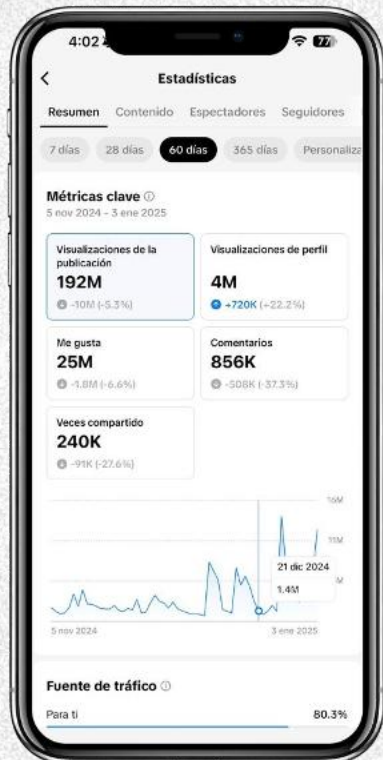 4:02
77
Estadísticas
Resumen Contenido Espectadores Seguidores
7 días 28 días 60 días 365 días Personaliza
Métricas clave
5 nov 2024 - 3 ene 2025
Visualizaciones de la
publicación
192M
-10M (-5.3%)
Visualizaciones de perfil
4M
+720K (+22.2%)
Me gusta
25M
-1.8M (-6.6%)
Comentarios
856K
-508K (-37.3%)
Veces compartido
240K
-91K (-27.6%)
16M
11M
M
21 dic 2024
1.4M
5 nov 2024 3 ene 2025
Fuente de tráfico
Para ti 80.3%